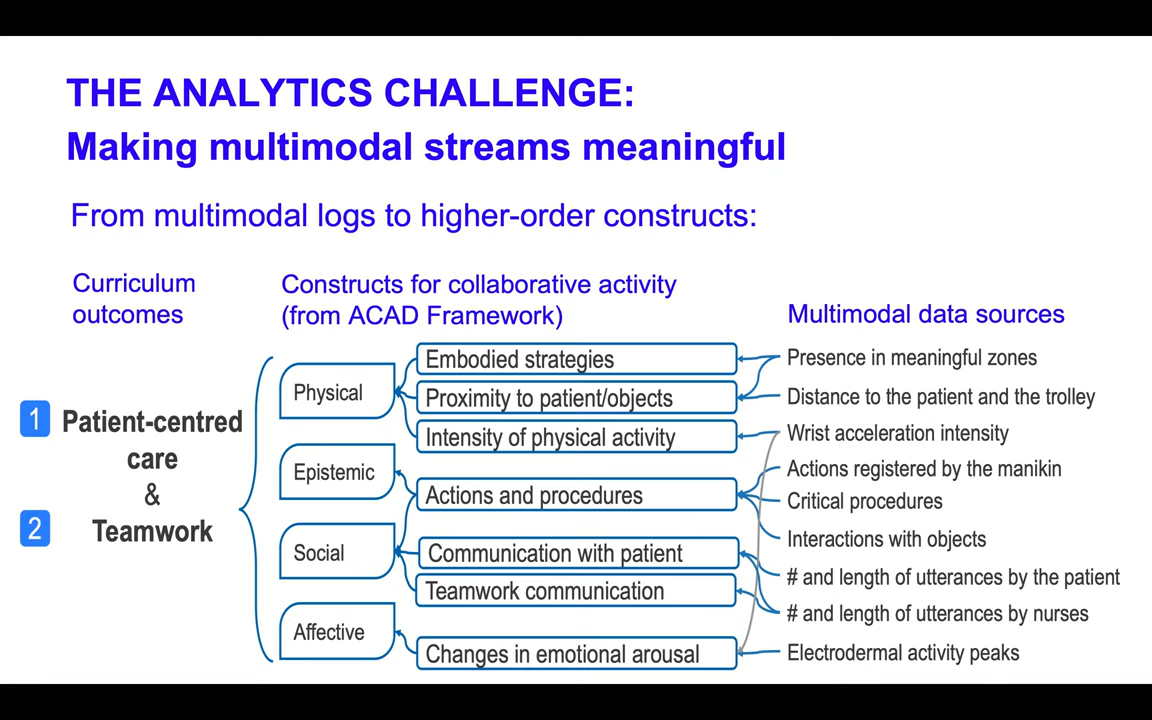 THE ANALYTICS CHALLENGE:
Making multimodal streams meaningful
From multimodal logs to higher-order constructs:
Curriculum
outcomes
Constructs for collaborative activity
(from ACAD Framework)
Multimodal data sources
1
Patient-centred
care
&
2
Teamwork
Physical
Epistemic
Social
Affective
Embodied strategies
Proximity to patient/objects
Intensity of physical activity
Actions and procedures
Communication with patient
Teamwork communication
Changes in emotional arousal
Presence in meaningful zones
Distance to the patient and the trolley
Wrist acceleration intensity
Actions registered by the manikin
Critical procedures
Interactions with objects
# and length of utterances by the patient
# and length of utterances by nurses
Electrodermal activity peaks